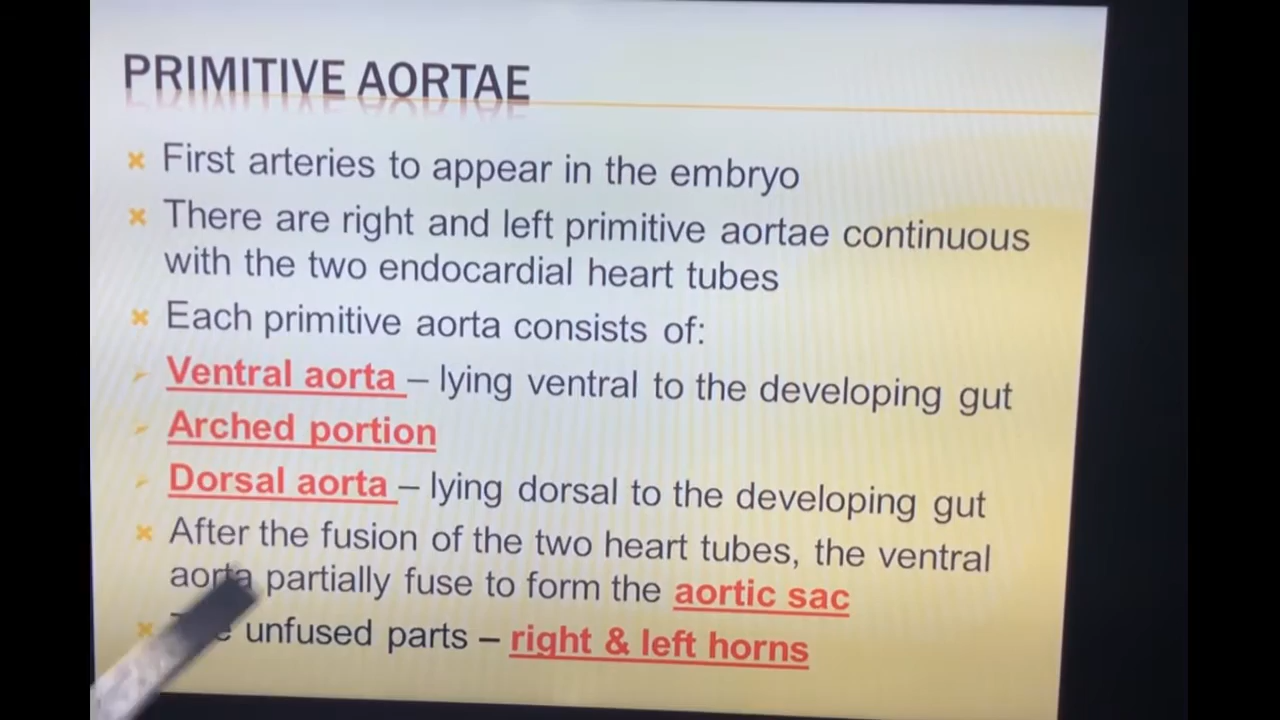 PRIMITIVE AORTAE
First arteries to appear in the embryo
There are right and left primitive aortae continuous
with the two endocardial heart tubes
Each primitive aorta consists of:
Ventral aorta – lying ventral to the developing gut
Arched portion
Dorsal aorta – lying dorsal to the developing gut
After the fusion of the two heart tubes, the ventral
aorta partially fuse to form the aortic sac
unfused parts – right & left horns